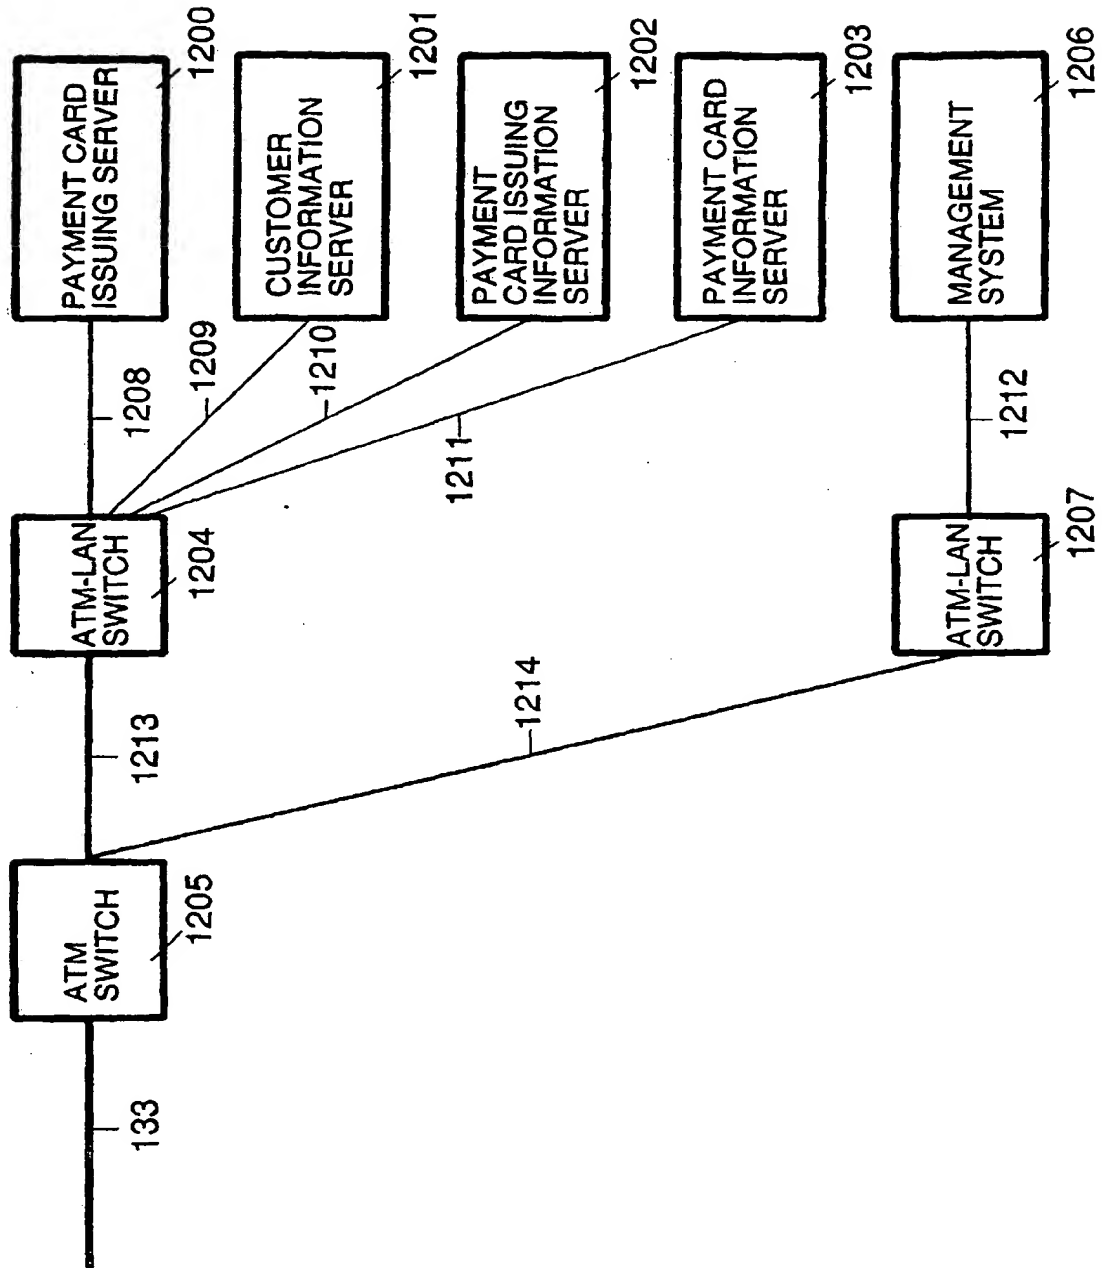 PAYMENT CARD
ISSUING SERVER
1200
CUSTOMER
INFORMATION
SERVER
1201
PAYMENT
CARD ISSUING
INFORMATION
SERVER
1202
PAYMENT CARD
INFORMATION
SERVER
1203
MANAGEMENT
SYSTEM
1206
1208
1209
1210
1211
1212
ATM-LAN
SWITCH
1204
ATM-LAN
SWITCH
1207
1213
1214
ATM
SWITCH
1205
133